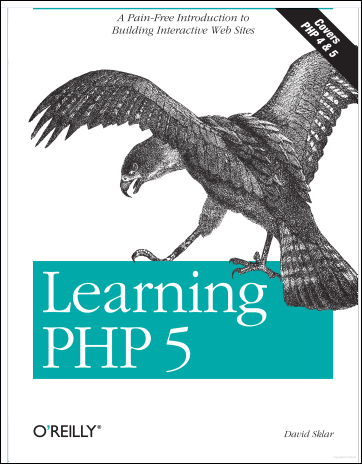 A Pain-Free Introduction to
Building Interactive Web Sites
Covers
PHP 4 & 5
Learning
PHP 5
O'REILLY®
David Sklar